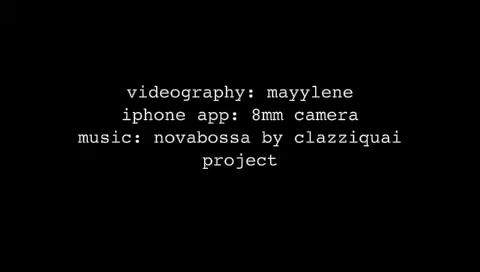 videography: mayylene
iphone app: 8mm camera
music: novabossa by clazziquai
project